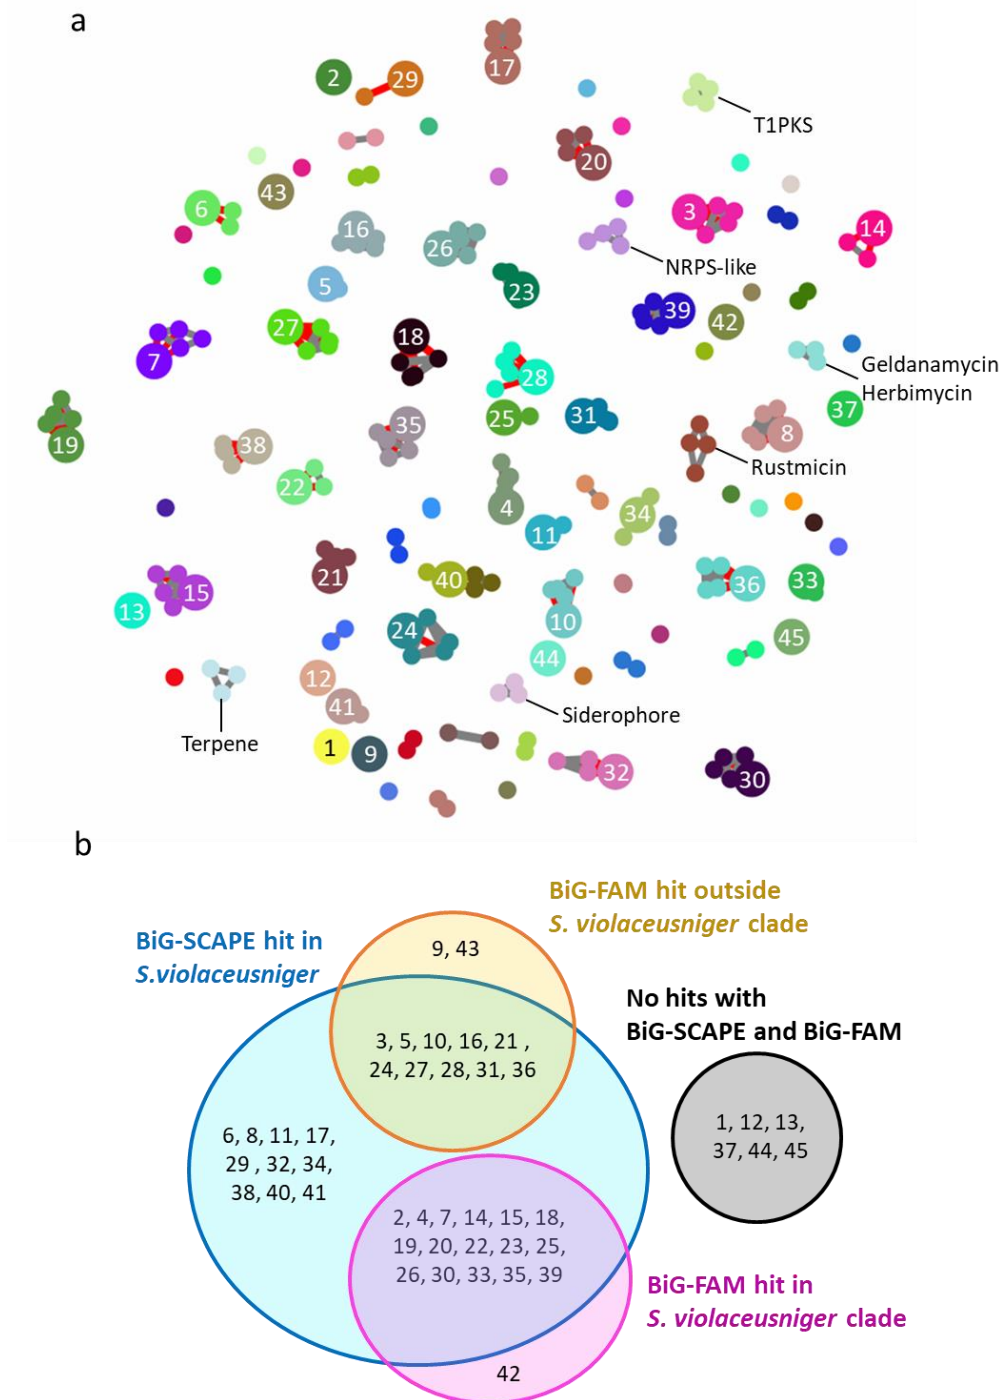 a
17
2
29
T1PKS
20
43
6
3
14
16
26
NRPS-like
5
23
39
42
27
18
7
28
Geldanamycin
Herbimycin
37
25
31
35
8
19
38
Rustmicin
22
4
34
11
21
40
36
33
15
13
10
24
45
44
12
41
Siderophore
Terpene
1
9
32
30
b
BiG-FAM hit outside
S. violaceusniger clade
BiG-SCAPE hit in
S.violaceusniger
9, 43
No hits with
BiG-SCAPE and BiG-FAM
3, 5, 10, 16, 21 ,
24, 27, 28, 31, 36
1, 12, 13,
37, 44, 45
6, 8, 11, 17,
29 , 32, 34,
38, 40, 41
2, 4, 7, 14, 15, 18,
19, 20, 22, 23, 25,
26, 30, 33, 35, 39
BiG-FAM hit in
S. violaceusniger clade
42